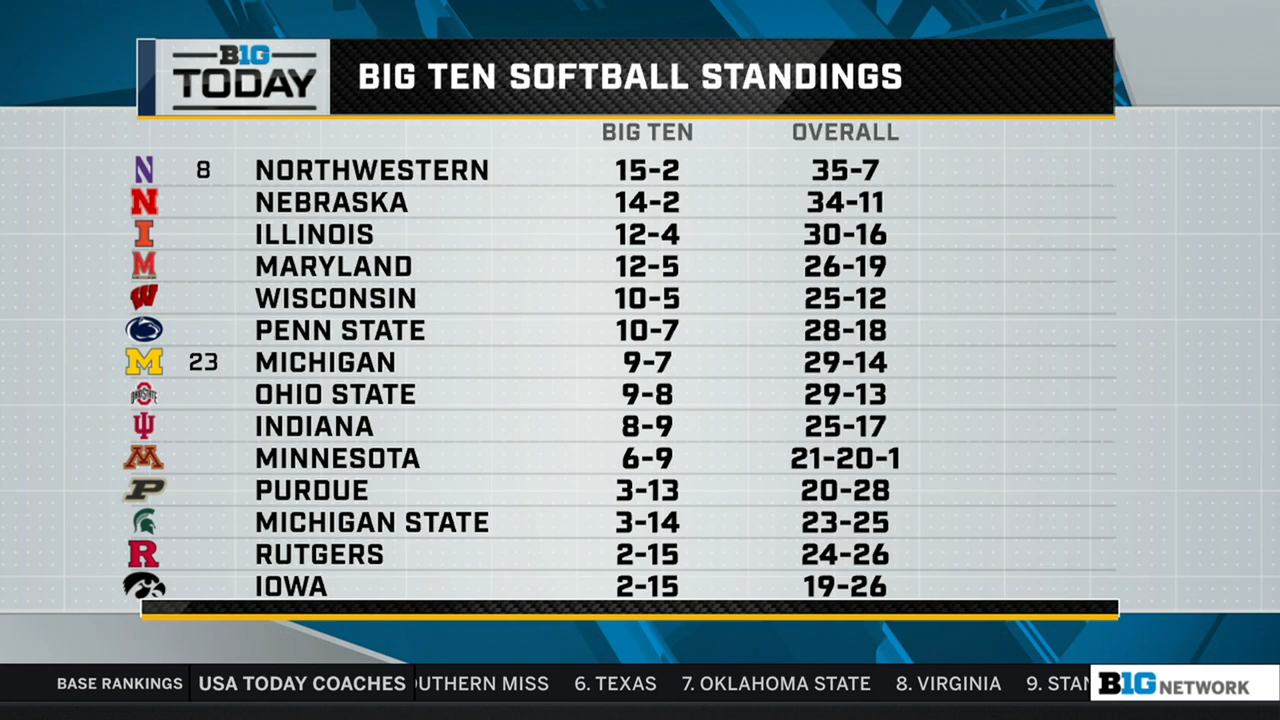 B1G
TODAY
BIG TEN SOFTBALL STANDINGS
BIG TEN OVERALL
8 NORTHWESTERN 15-2 35-7
NEBRASKA 14-2 34-11
ILLINOIS 12-4 30-16
MARYLAND 12-5 26-19
WISCONSIN 10-5 25-12
PENN STATE 10-7 28-18
23 MICHIGAN 9-7 29-14
OHIO STATE 9-8 29-13
INDIANA 8-9 25-17
MINNESOTA 6-9 21-20-1
PURDUE 3-13 20-28
MICHIGAN STATE 3-14 23-25
RUTGERS 2-15 24-26
IOWA 2-15 19-26
BASE RANKINGS USA TODAY COACHES UTHERN MISS 6. TEXAS 7. OKLAHOMA STATE 8. VIRGINIA 9. STAN B1G NETWORK